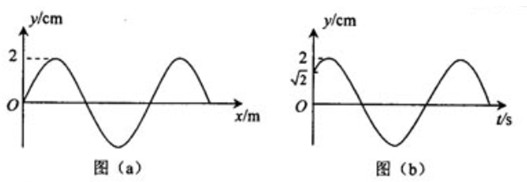 y/cm
2
O
x/m
图（a）
y/cm
2
√2
O
t/s
图（b）